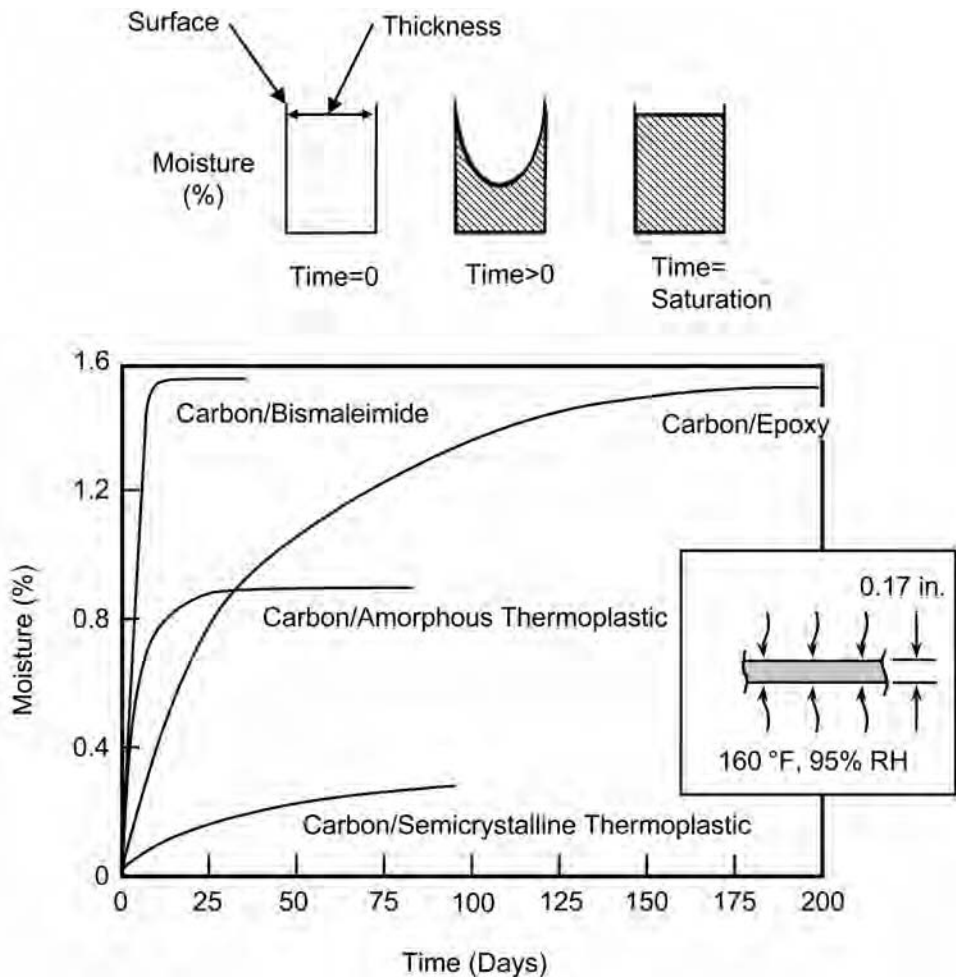 Surface
Thickness
Moisture
(%)
Time=0
Time>0
Time=
Saturation
1.6
Carbon/Bismaleimide
Carbon/Epoxy
1.2
Moisture (%)
0.8
Carbon/Amorphous Thermoplastic
0.17 in.
0.4
160 °F, 95% RH
Carbon/Semicrystalline Thermoplastic
0
0 25 50 75 100 125 150 175 200
Time (Days)